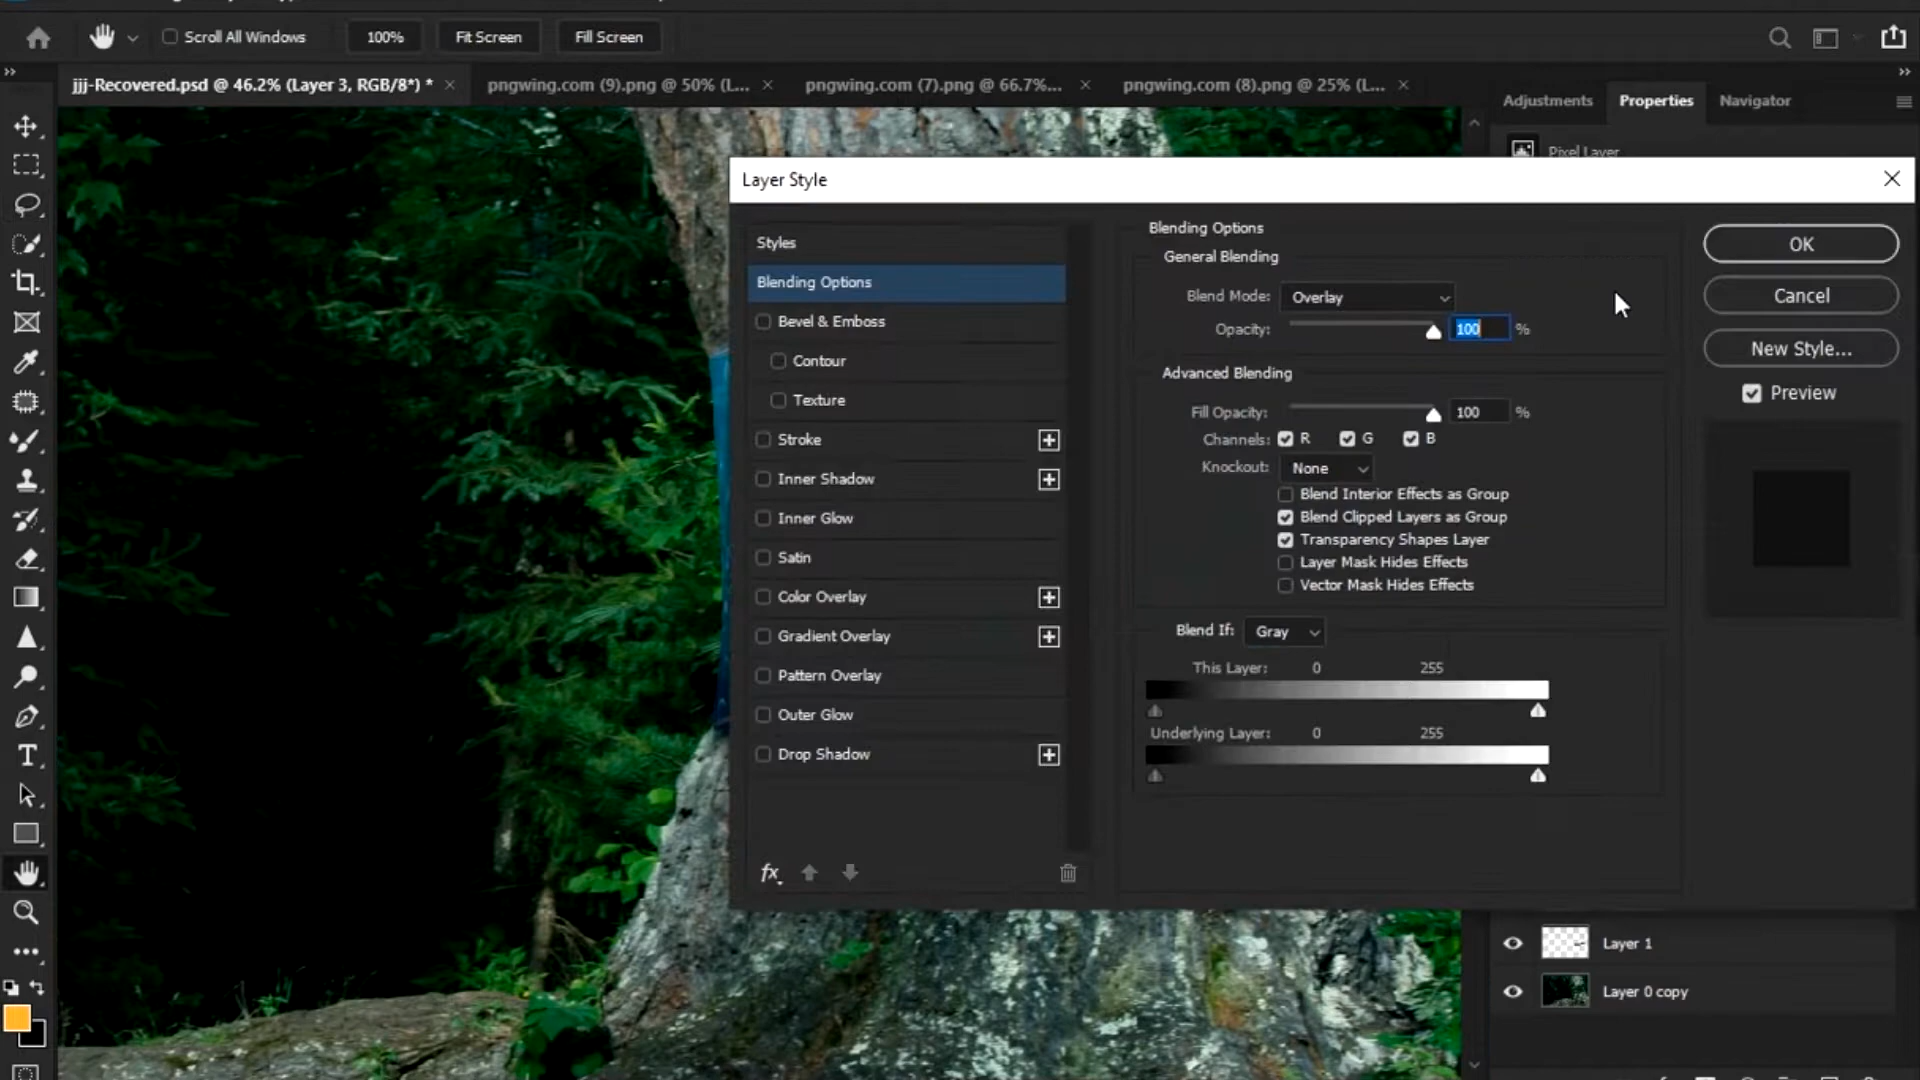 Scroll All Windows
100%
Fit Screen
Fill Screen
jjj-Recovered.psd @ 46.2% (Layer 3, RGB/8*) *
pngwing.com (9).png @ 50% (L...
pngwing.com (7).png @ 66.7%...
pngwing.com (8).png @ 25% (L...
Adjustments
Properties
Navigator
Pixel Layer
Layer Style
Styles
Blending Options
Bevel & Emboss
Contour
Texture
Stroke
Inner Shadow
Inner Glow
Satin
Color Overlay
Gradient Overlay
Pattern Overlay
Outer Glow
Drop Shadow
fx
Blending Options
General Blending
Blend Mode: Overlay
Opacity: 100 %
Advanced Blending
Fill Opacity: 100 %
Channels: R G B
Knockout: None
Blend Interior Effects as Group
Blend Clipped Layers as Group
Transparency Shapes Layer
Layer Mask Hides Effects
Vector Mask Hides Effects
Blend If: Gray
This Layer: 0 255
Underlying Layer: 0 255
OK
Cancel
New Style...
Preview
Layer 1
Layer 0 copy